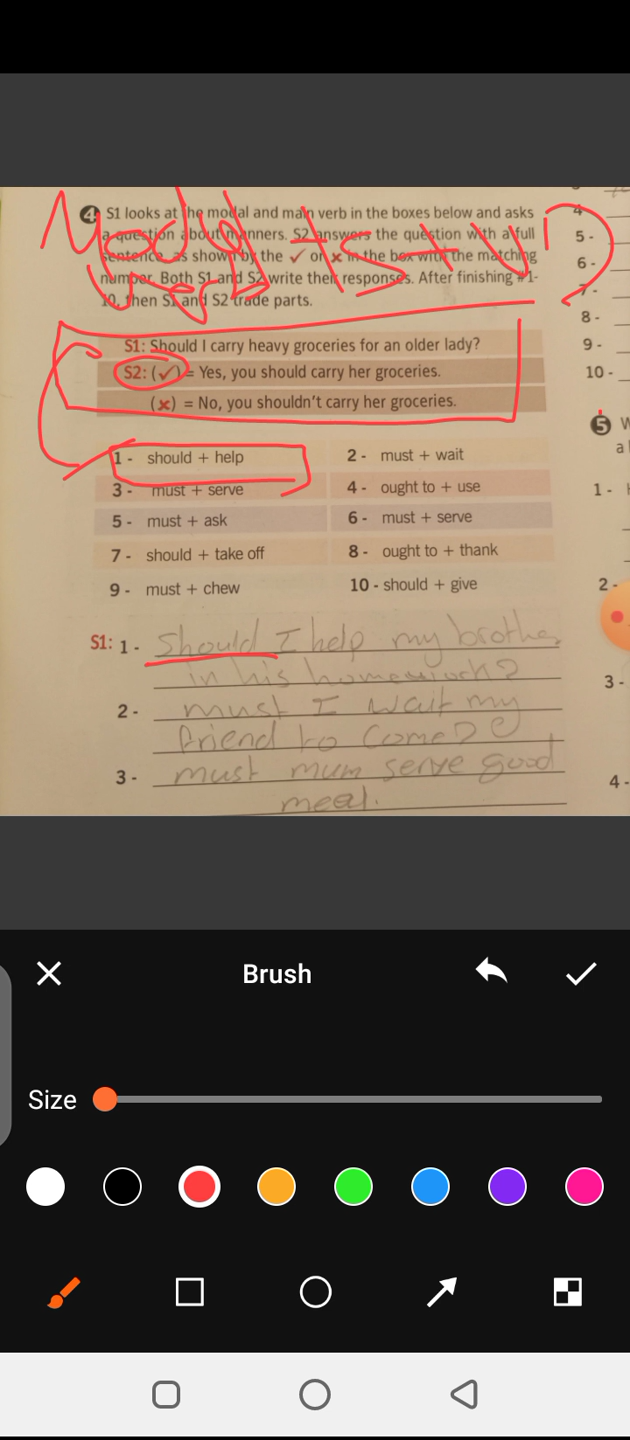 4 S1 looks at the modal and main verb in the boxes below and asks
a question about manners. S2 answers the question with a full
sentence, as shown by the ✓ or ✗ in the box with the matching
number. Both S1 and S2 write their responses. After finishing #1-
10, then S1 and S2 trade parts.
S1: Should I carry heavy groceries for an older lady?
S2: (✓) = Yes, you should carry her groceries.
(✗) = No, you shouldn't carry her groceries.
1 - should + help 2 - must + wait
3 - must + serve 4 - ought to + use
5 - must + ask 6 - must + serve
7 - should + take off 8 - ought to + thank
9 - must + chew 10 - should + give
S1: 1 - Should I help my brother
in his homework?
2 - must I wait my
friend to come?
3 - must mum serve good
meal.
4 -
5 -
6 -
7 -
8 -
9 -
10 -
5 W
a
1 -
2 -
3 -
4 -
Brush
Size